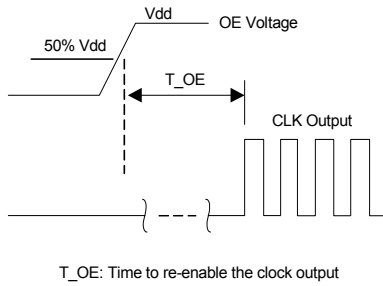 Vdd
OE Voltage
50% Vdd
T_OE
CLK Output
T_OE: Time to re-enable the clock output